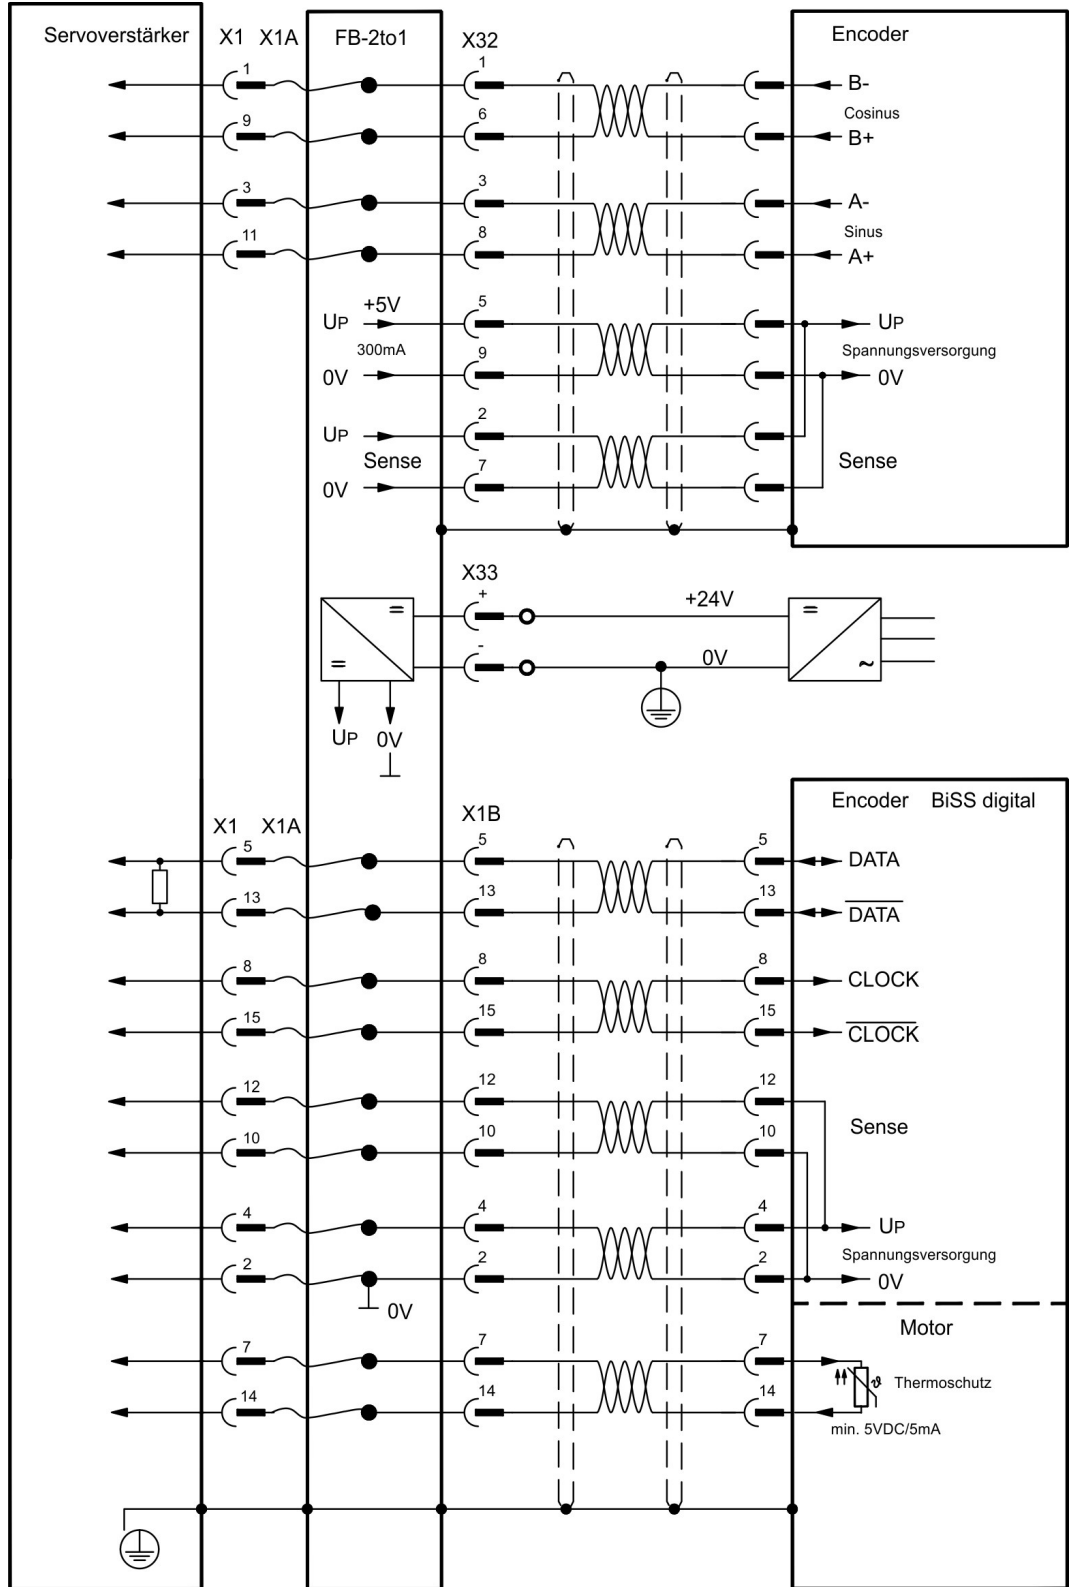 Servoverstärker X1 X1A FB-2to1 X32 Encoder
1 1 B-
Cosinus
9 6 B+
3 3 A-
Sinus
11 8 A+
+5V 5
UP UP
300mA 9 Spannungsversorgung
0V 0V
2
UP
Sense 7 Sense
0V
X33
+ +24V
=
=
=
~
- 0V
UP 0V
Encoder BiSS digital
X1 X1A X1B
5 5 5 DATA
13 13 13 DATA
8 8 8 CLOCK
15 15 15 CLOCK
12 12 12
Sense
10 10 10
4 4 4 UP
Spannungsversorgung
2 2 2 0V
0V
Motor
7 7 7
ϑ Thermoschutz
14 14 14
min. 5VDC/5mA